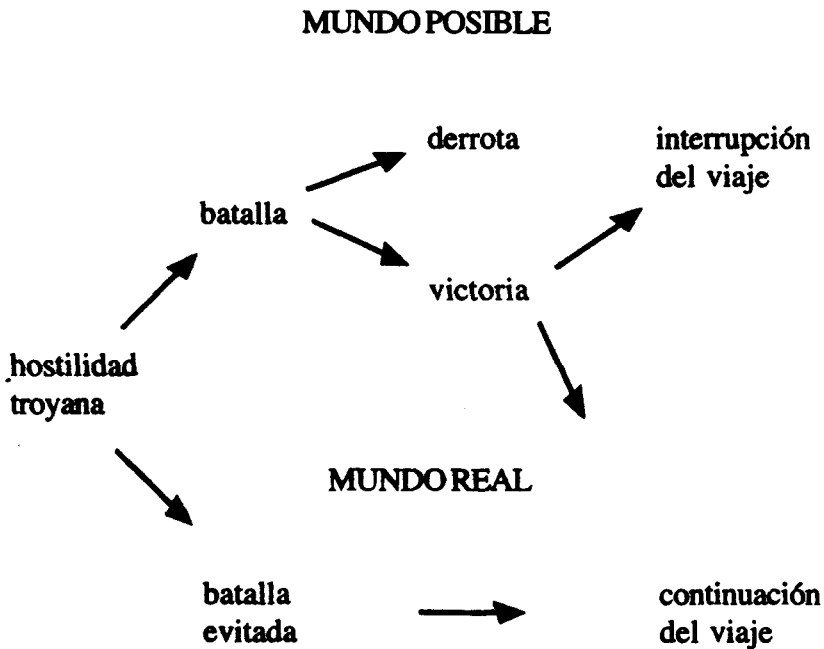 MUNDO POSIBLE
derrota
interrupción
del viaje
batalla
victoria
hostilidad
troyana
MUNDO REAL
batalla
evitada
continuación
del viaje